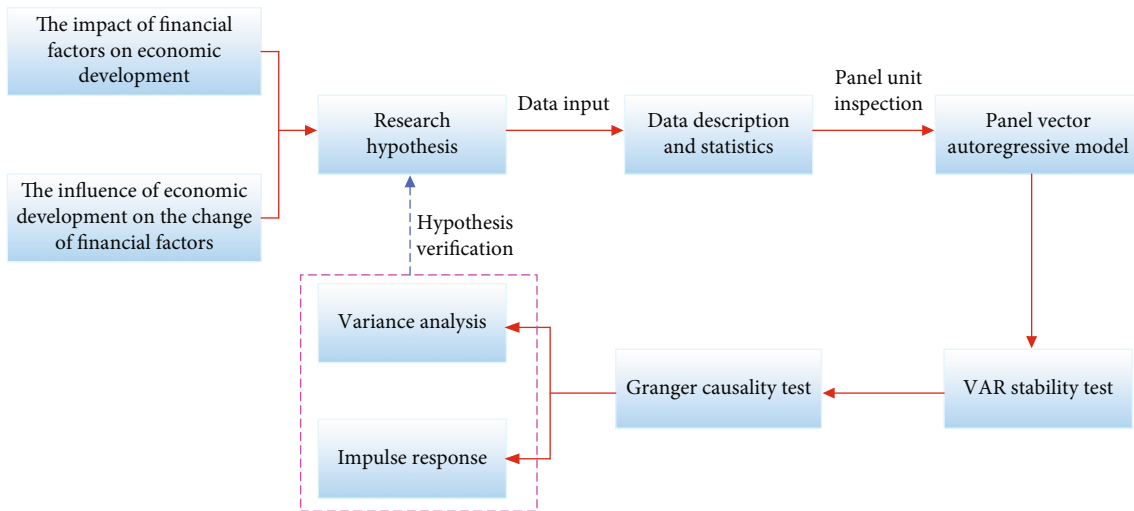 The impact of financial
factors on economic
development
The influence of economic
development on the change
of financial factors
Research
hypothesis
Data input
Data description
and statistics
Panel unit
inspection
Panel vector
autoregressive model
Hypothesis
verification
Variance analysis
Impulse response
Granger causality test
VAR stability test